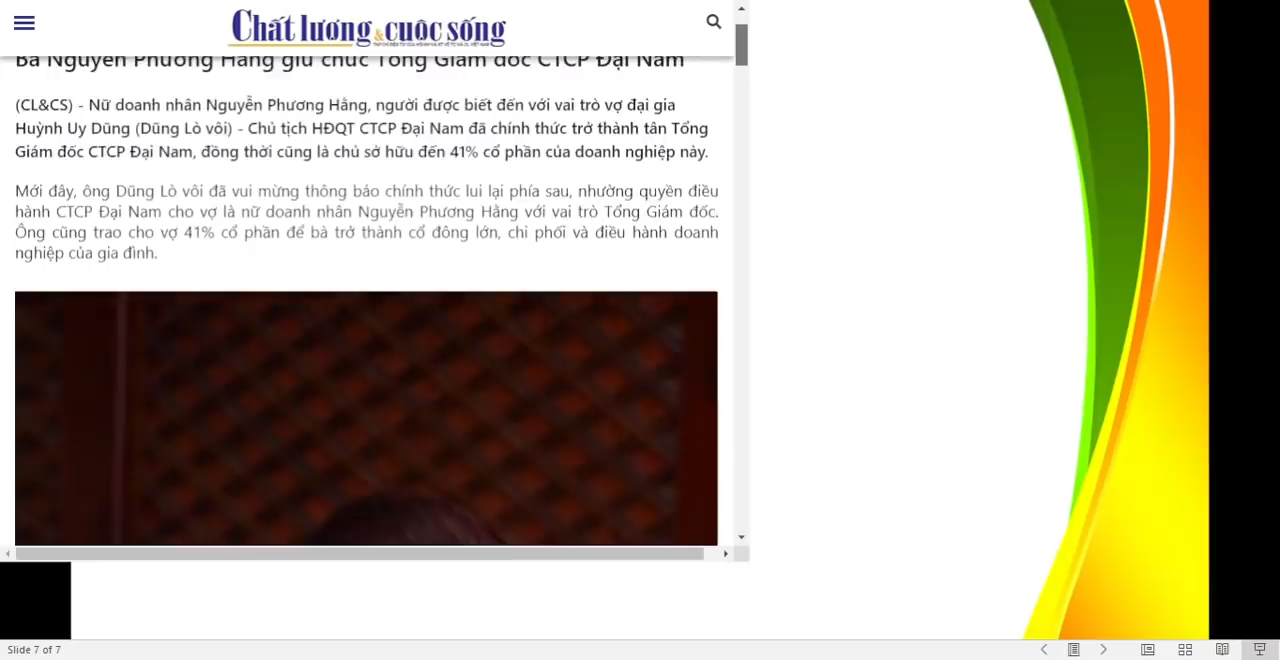 Chất lượng & cuộc sống
Bà Nguyễn Phương Hằng giữ chức Tổng Giám đốc CTCP Đại Nam
(CL&CS) - Nữ doanh nhân Nguyễn Phương Hằng, người được biết đến với vai trò vợ đại gia
Huỳnh Uy Dũng (Dũng Lò vôi) - Chủ tịch HĐQT CTCP Đại Nam đã chính thức trở thành tân Tổng
Giám đốc CTCP Đại Nam, đồng thời cũng là chủ sở hữu đến 41% cổ phần của doanh nghiệp này.
Mới đây, ông Dũng Lò vôi đã vui mừng thông báo chính thức lui lại phía sau, nhường quyền điều
hành CTCP Đại Nam cho vợ là nữ doanh nhân Nguyễn Phương Hằng với vai trò Tổng Giám đốc.
Ông cũng trao cho vợ 41% cổ phần để bà trở thành cổ đông lớn, chi phối và điều hành doanh
nghiệp của gia đình.
Slide 7 of 7